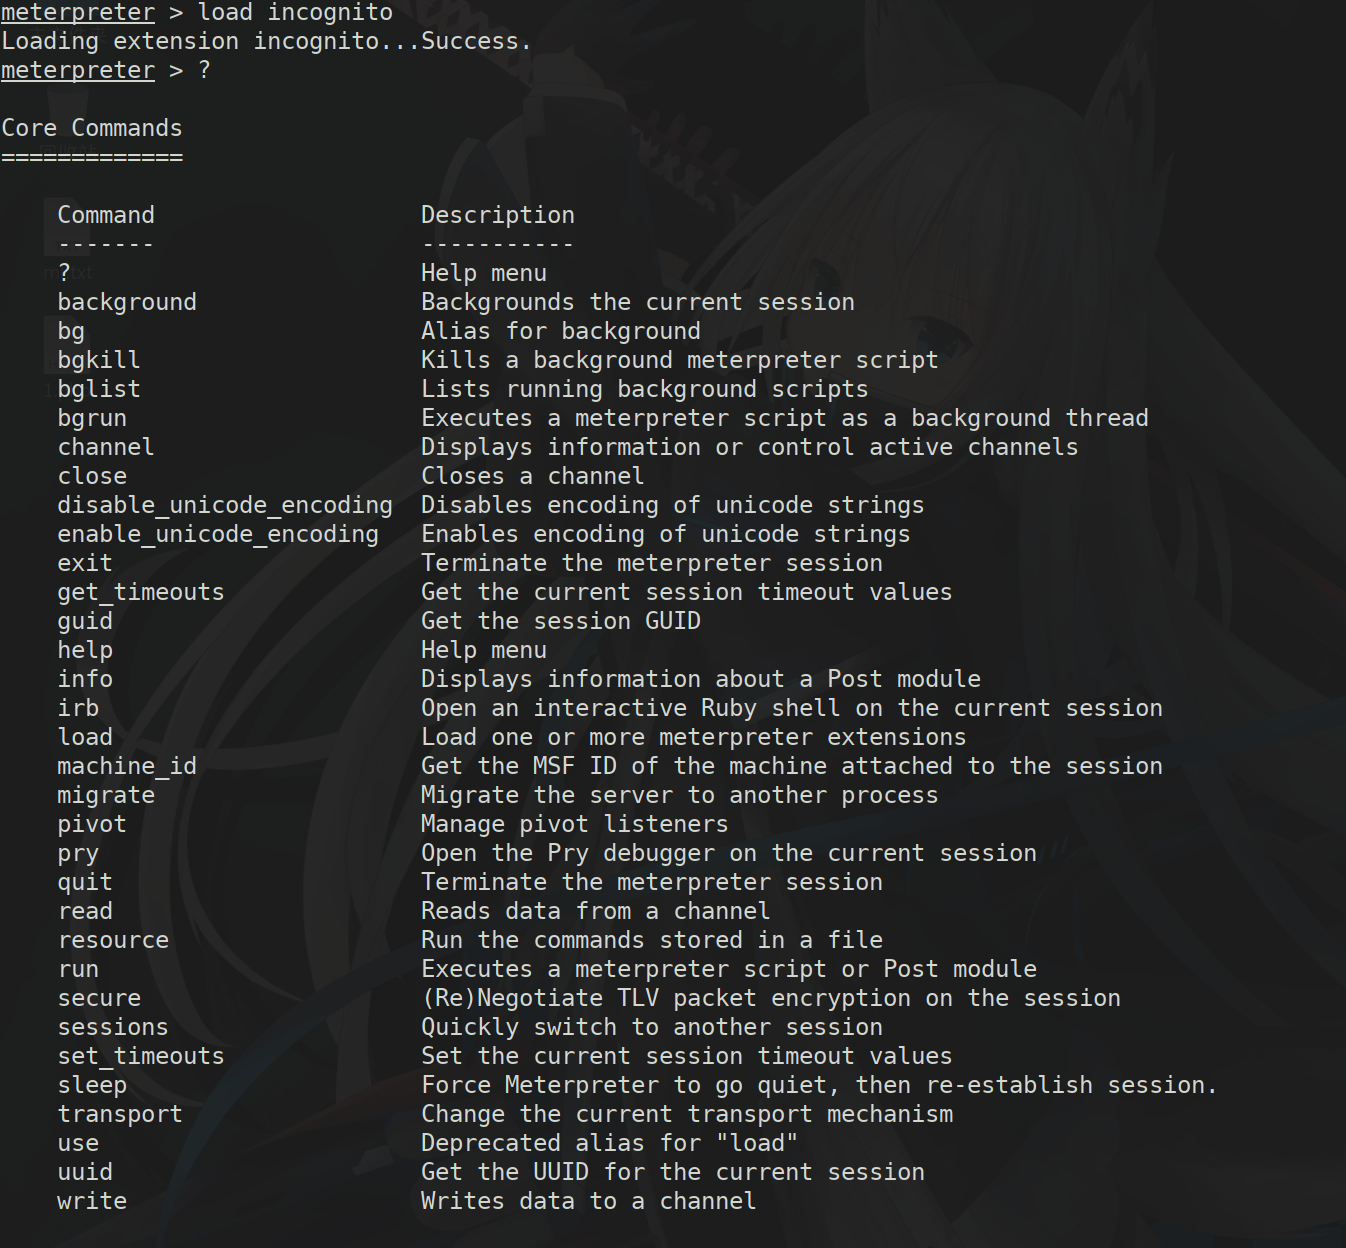 meterpreter > load incognito
Loading extension incognito...Success.
meterpreter > ?
Core Commands
=============
Command                   Description
-------                   -----------
?                         Help menu
background                Backgrounds the current session
bg                        Alias for background
bgkill                    Kills a background meterpreter script
bglist                    Lists running background scripts
bgrun                     Executes a meterpreter script as a background thread
channel                   Displays information or control active channels
close                     Closes a channel
disable_unicode_encoding  Disables encoding of unicode strings
enable_unicode_encoding   Enables encoding of unicode strings
exit                      Terminate the meterpreter session
get_timeouts              Get the current session timeout values
guid                      Get the session GUID
help                      Help menu
info                      Displays information about a Post module
irb                       Open an interactive Ruby shell on the current session
load                      Load one or more meterpreter extensions
machine_id                Get the MSF ID of the machine attached to the session
migrate                   Migrate the server to another process
pivot                     Manage pivot listeners
pry                       Open the Pry debugger on the current session
quit                      Terminate the meterpreter session
read                      Reads data from a channel
resource                  Run the commands stored in a file
run                       Executes a meterpreter script or Post module
secure                    (Re)Negotiate TLV packet encryption on the session
sessions                  Quickly switch to another session
set_timeouts              Set the current session timeout values
sleep                     Force Meterpreter to go quiet, then re-establish session.
transport                 Change the current transport mechanism
use                       Deprecated alias for "load"
uuid                      Get the UUID for the current session
write                     Writes data to a channel